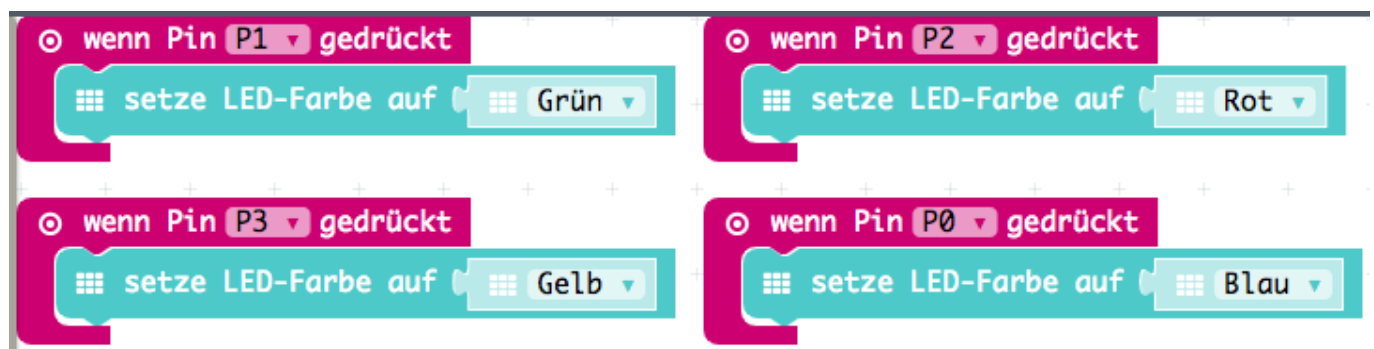 wenn Pin P1 gedrückt
setze LED-Farbe auf Grün
wenn Pin P2 gedrückt
setze LED-Farbe auf Rot
wenn Pin P3 gedrückt
setze LED-Farbe auf Gelb
wenn Pin P0 gedrückt
setze LED-Farbe auf Blau